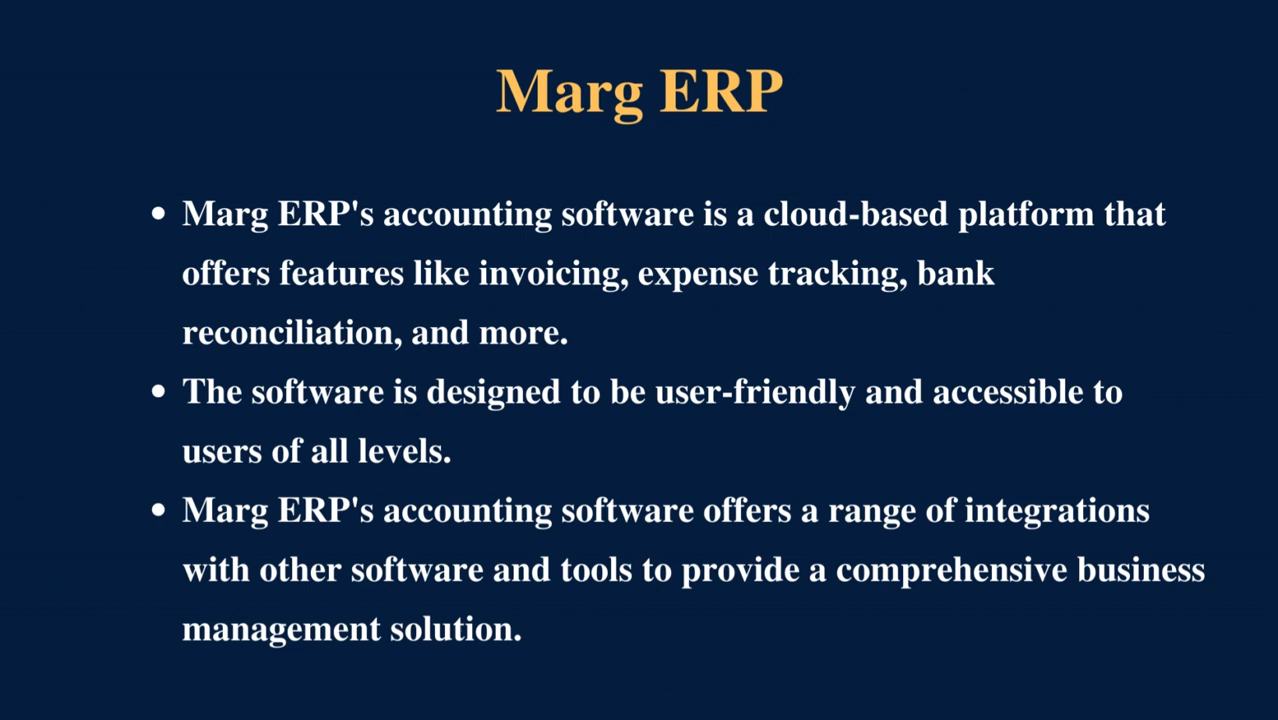 Marg ERP
• Marg ERP's accounting software is a cloud-based platform that
offers features like invoicing, expense tracking, bank
reconciliation, and more.
• The software is designed to be user-friendly and accessible to
users of all levels.
• Marg ERP's accounting software offers a range of integrations
with other software and tools to provide a comprehensive business
management solution.